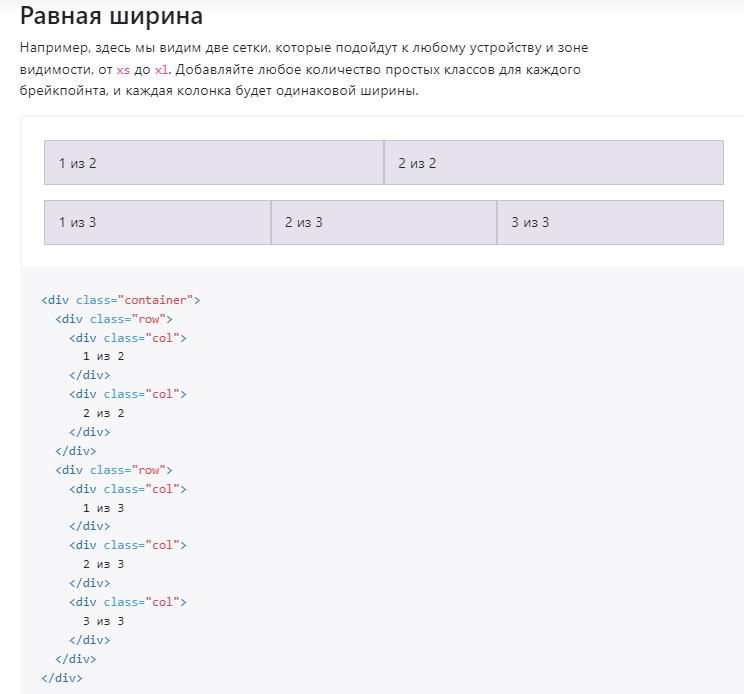 Равная ширина
Например, здесь мы видим две сетки, которые подойдут к любому устройству и зоне
видимости, от xs до xl. Добавляйте любое количество простых классов для каждого
брейкпойнта, и каждая колонка будет одинаковой ширины.
1 из 2 2 из 2
1 из 3 2 из 3 3 из 3
<div class="container">
  <div class="row">
    <div class="col">
      1 из 2
    </div>
    <div class="col">
      2 из 2
    </div>
  </div>
  <div class="row">
    <div class="col">
      1 из 3
    </div>
    <div class="col">
      2 из 3
    </div>
    <div class="col">
      3 из 3
    </div>
  </div>
</div>